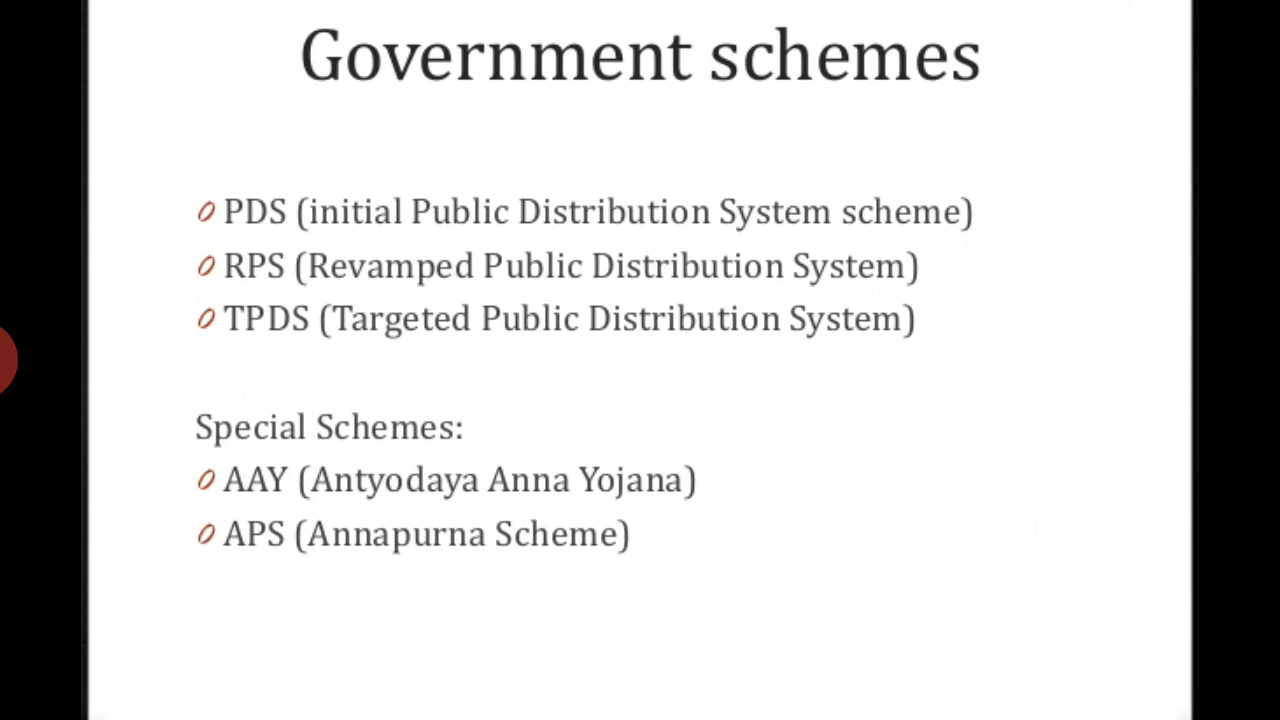 Government schemes
PDS (initial Public Distribution System scheme)
RPS (Revamped Public Distribution System)
TPDS (Targeted Public Distribution System)
Special Schemes:
AAY (Antyodaya Anna Yojana)
APS (Annapurna Scheme)